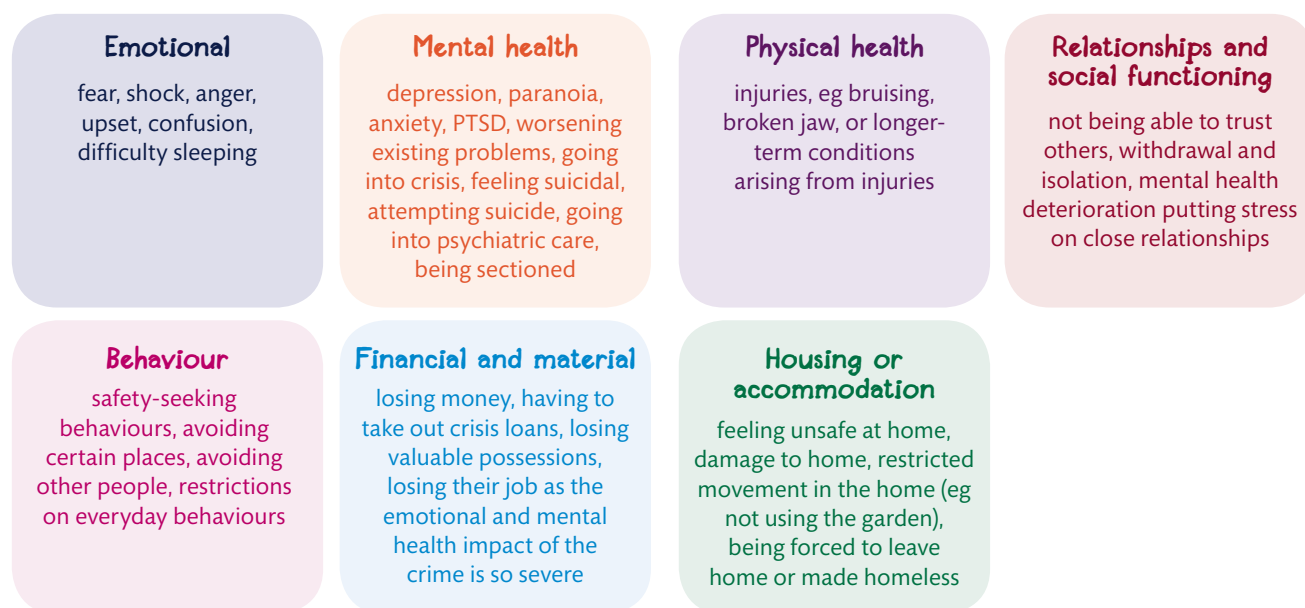 Emotional
fear, shock, anger,
upset, confusion,
difficulty sleeping
Mental health
depression, paranoia,
anxiety, PTSD, worsening
existing problems, going
into crisis, feeling suicidal,
attempting suicide, going
into psychiatric care,
being sectioned
Physical health
injuries, eg bruising,
broken jaw, or longer-
term conditions
arising from injuries
Relationships and
social functioning
not being able to trust
others, withdrawal and
isolation, mental health
deterioration putting stress
on close relationships
Behaviour
safety-seeking
behaviours, avoiding
certain places, avoiding
other people, restrictions
on everyday behaviours
Financial and material
losing money, having to
take out crisis loans, losing
valuable possessions,
losing their job as the
emotional and mental
health impact of the
crime is so severe
Housing or
accommodation
feeling unsafe at home,
damage to home, restricted
movement in the home (eg
not using the garden),
being forced to leave
home or made homeless